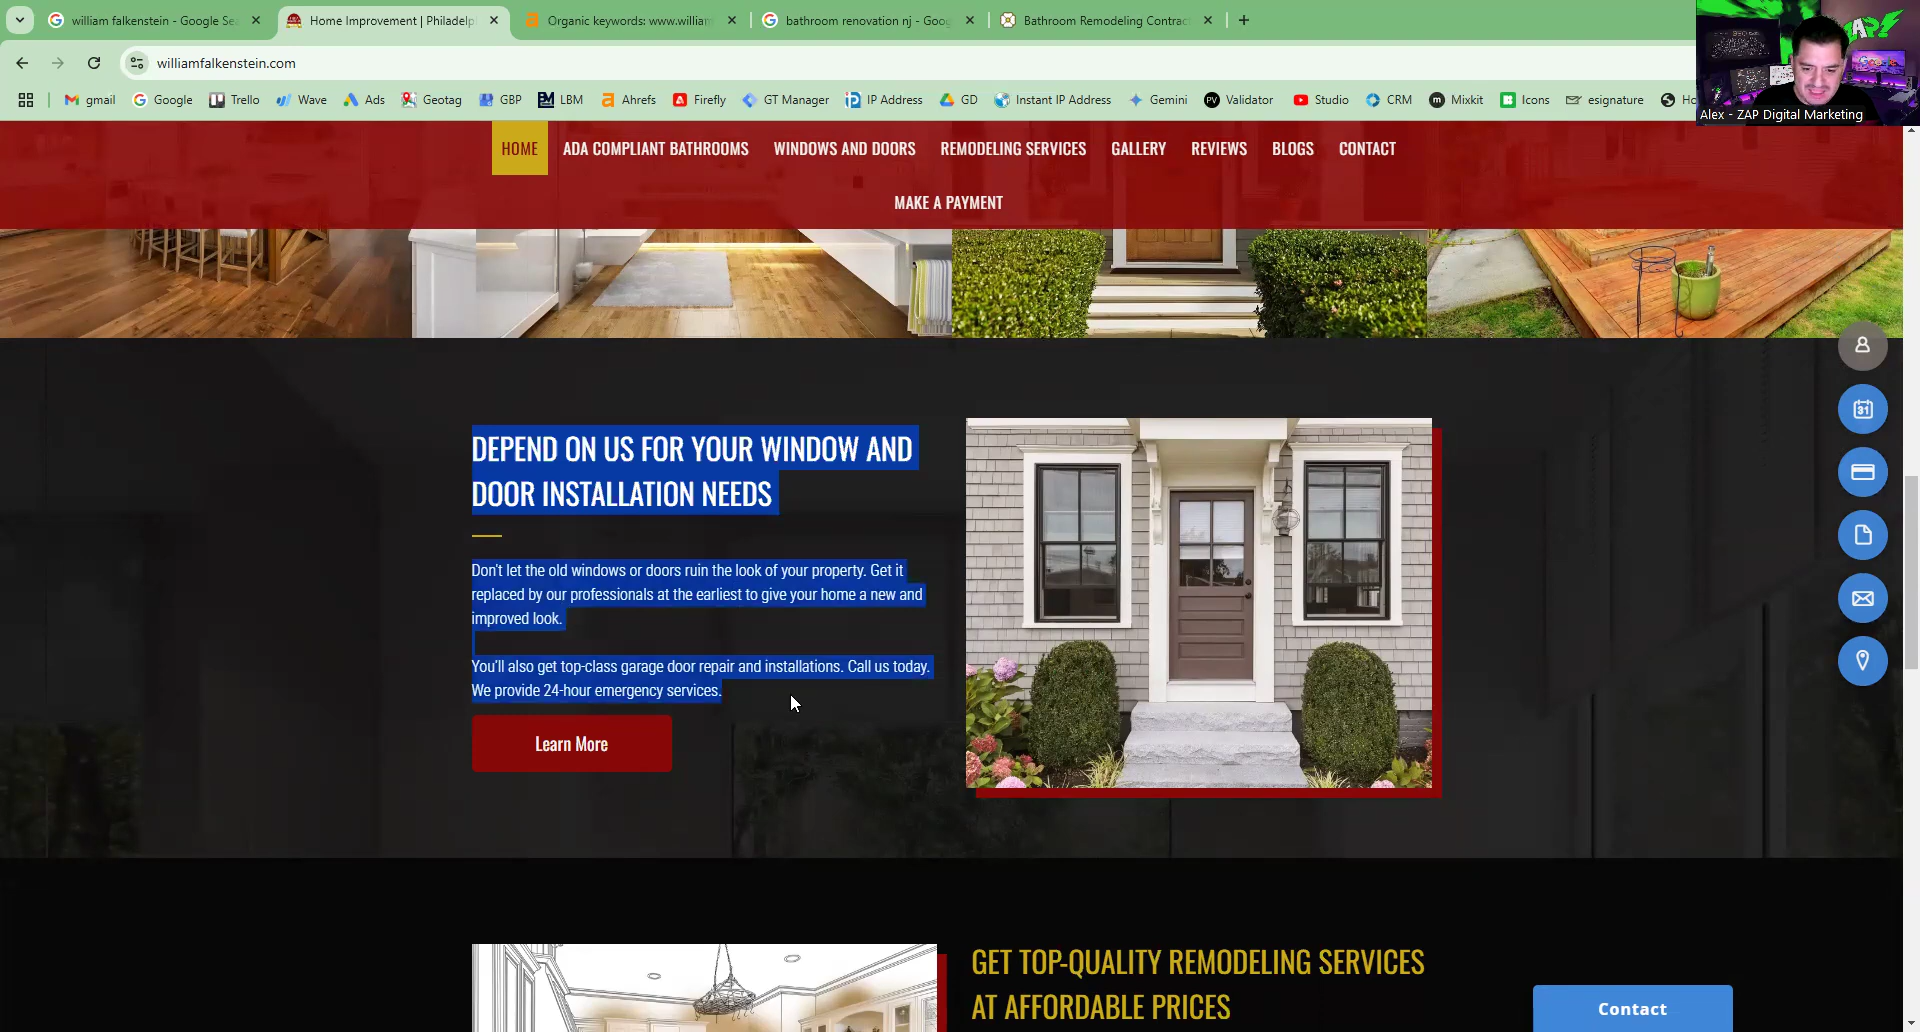 william falkenstein - Google Se
Home Improvement | Philadelp
Organic keywords: www.william
bathroom renovation nj - Goog
Bathroom Remodeling Contract
williamfalkenstein.com
gmail
Google
Trello
Wave
Ads
Geotag
GBP
LBM
Ahrefs
Firefly
GT Manager
IP Address
GD
Instant IP Address
Gemini
Validator
Studio
CRM
Mixkit
Icons
esignature
Ho
Alex - ZAP Digital Marketing
HOME
ADA COMPLIANT BATHROOMS
WINDOWS AND DOORS
REMODELING SERVICES
GALLERY
REVIEWS
BLOGS
CONTACT
MAKE A PAYMENT
DEPEND ON US FOR YOUR WINDOW AND
DOOR INSTALLATION NEEDS
Don't let the old windows or doors ruin the look of your property. Get it
replaced by our professionals at the earliest to give your home a new and
improved look.
You'll also get top-class garage door repair and installations. Call us today.
We provide 24-hour emergency services.
Learn More
31
GET TOP-QUALITY REMODELING SERVICES
AT AFFORDABLE PRICES
Contact